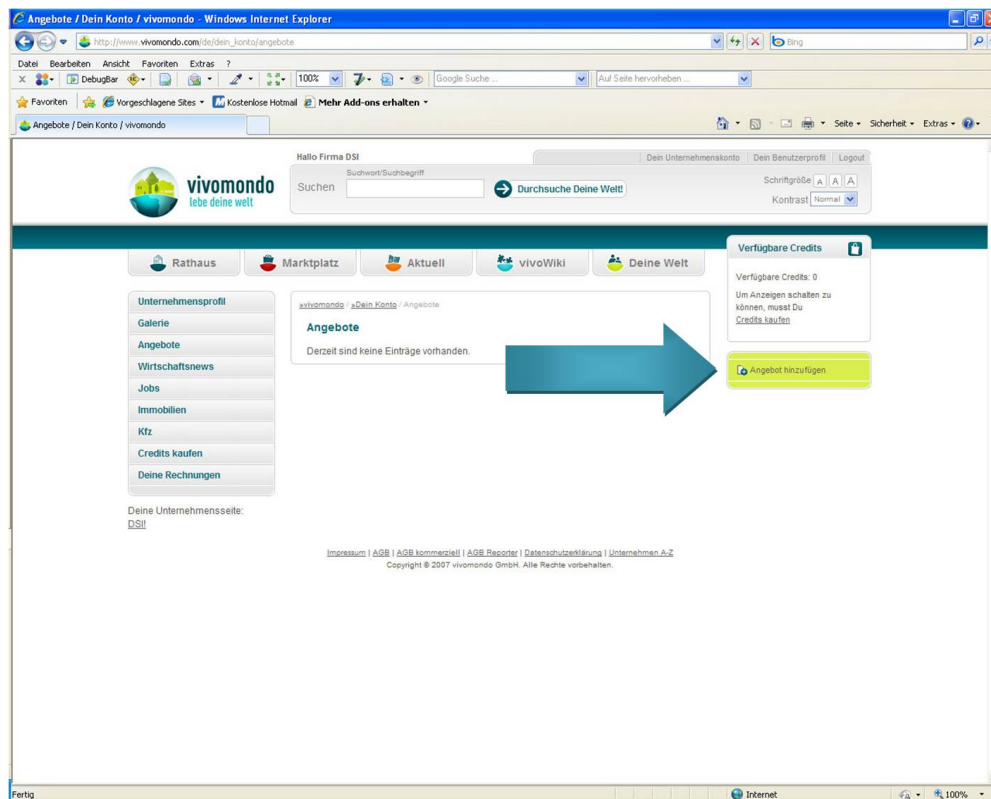 Angebote / Dein Konto / vivomondo - Windows Internet Explorer
http://www.vivomondo.com/de/dein_konto/angebote
Bing
Datei Bearbeiten Ansicht Favoriten Extras ?
X DebugBar 100% Google Suche ... Auf Seite hervorheben ...
Favoriten Vorgeschlagene Sites Kostenlose Hotmail Mehr Add-ons erhalten
Angebote / Dein Konto / vivomondo
Seite Sicherheit Extras
Hallo Firma DSI
Dein Unternehmenskonto Dein Benutzerprofil Logout
vivomondo
lebe deine welt
Suchwort/Suchbegriff
Suchen
Durchsuche Deine Welt!
Schriftgröße A A A
Kontrast Normal
Rathaus Marktplatz Aktuell vivoWiki Deine Welt
Verfügbare Credits
Verfügbare Credits: 0
Um Anzeigen schalten zu
können, musst Du
Credits kaufen
Angebot hinzufügen
Unternehmensprofil
Galerie
Angebote
Wirtschaftsnews
Jobs
Immobilien
Kfz
Credits kaufen
Deine Rechnungen
»vivomondo / »Dein Konto / Angebote
Angebote
Derzeit sind keine Einträge vorhanden.
Deine Unternehmensseite:
DSI!
Impressum | AGB | AGB kommerziell | AGB Reporter | Datenschutzerklärung | Unternehmen A-Z
Copyright © 2007 vivomondo GmbH. Alle Rechte vorbehalten.
Fertig
Internet
100%